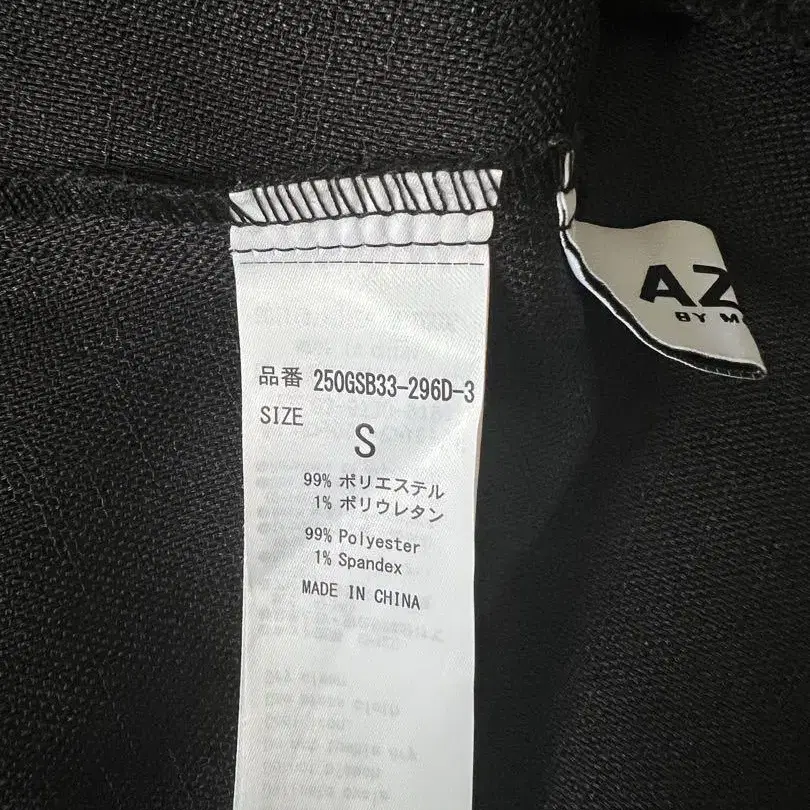 AZ
BY M
品番 250GSB33-296D-3
SIZE
S
99% ポリエステル
1% ポリウレタン
99% Polyester
1% Spandex
MADE IN CHINA